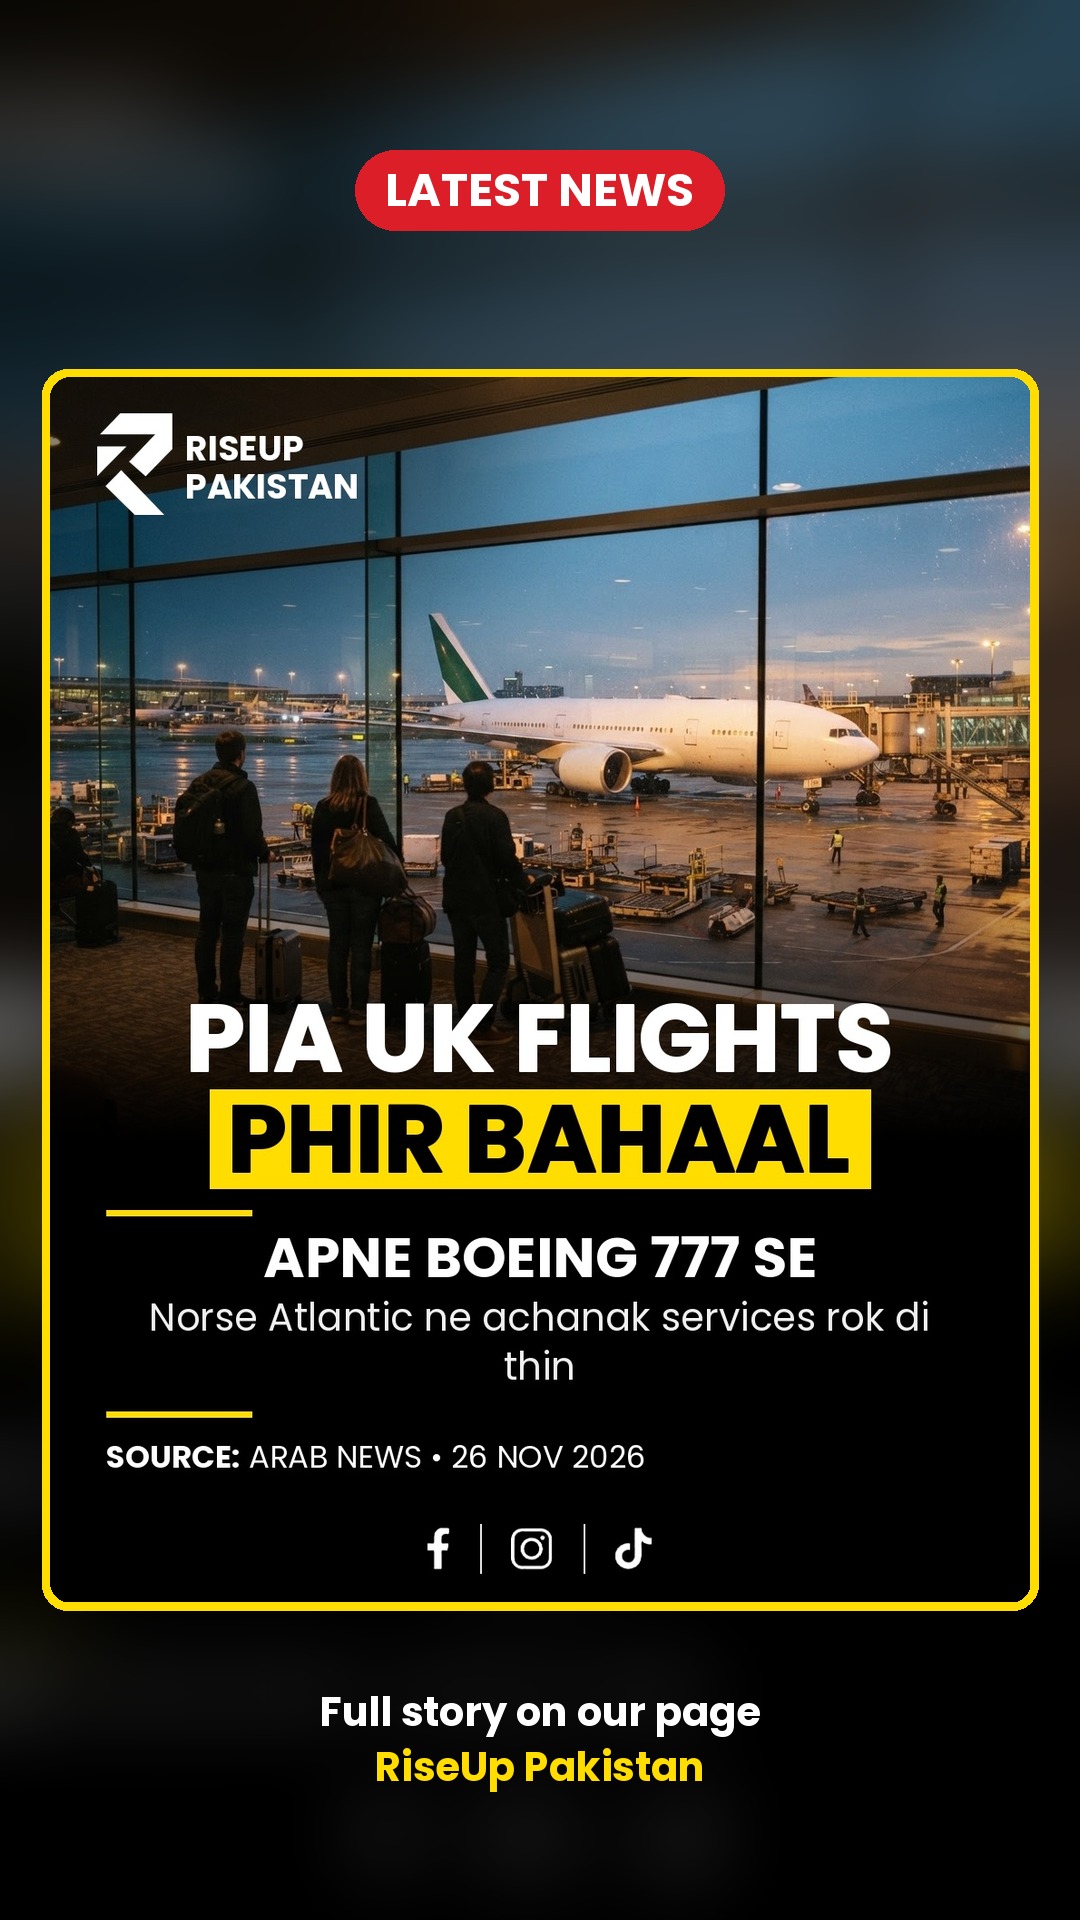 LATEST NEWS
RISEUP
PAKISTAN
PIA UK FLIGHTS
PHIR BAHAAL
APNE BOEING 777 SE
Norse Atlantic ne achanak services rok di
thin
SOURCE: ARAB NEWS • 26 NOV 2026
Full story on our page
RiseUp Pakistan